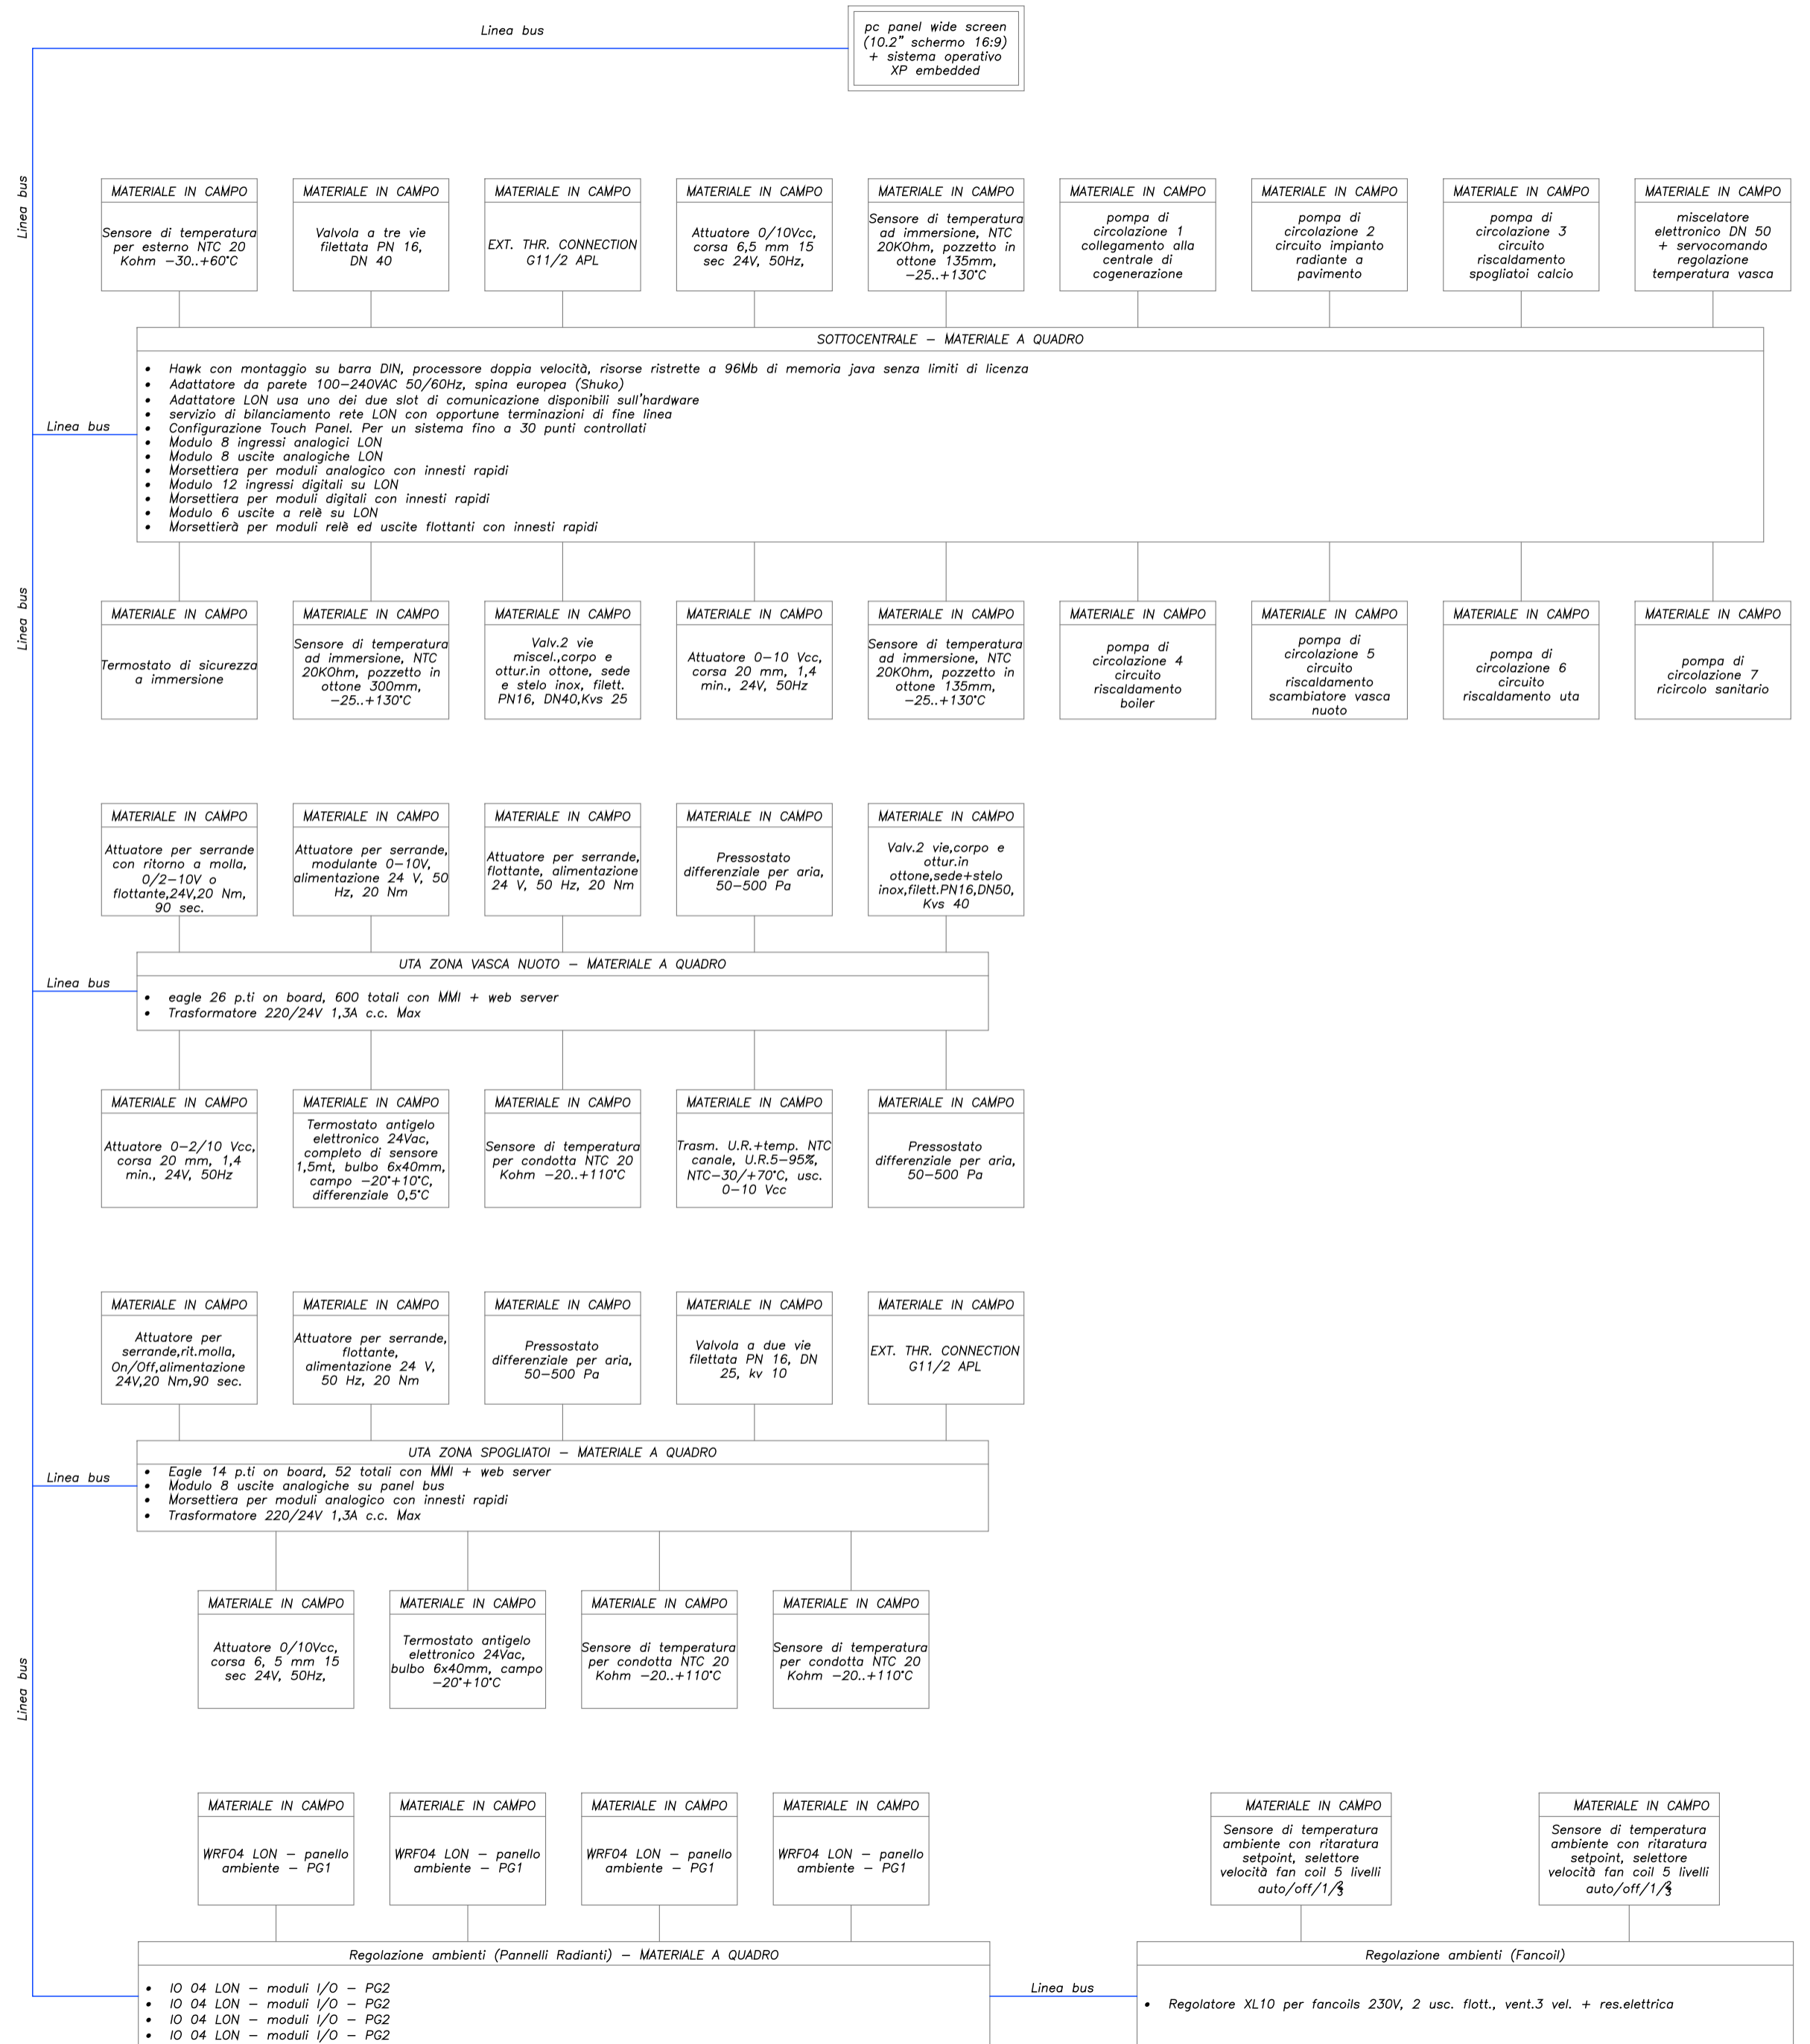 Linea bus
pc panel wide screen
(10.2" schermo 16:9)
+ sistema operativo
XP embedded
Linea bus
MATERIALE IN CAMPO
Sensore di temperatura
per esterno NTC 20
Kohm −30..+60°C
MATERIALE IN CAMPO
Valvola a tre vie
filettata PN 16,
DN 40
MATERIALE IN CAMPO
EXT. THR. CONNECTION
G11/2 APL
MATERIALE IN CAMPO
Attuatore 0/10Vcc,
corsa 6,5 mm 15
sec 24V, 50Hz,
MATERIALE IN CAMPO
Sensore di temperatura
ad immersione, NTC
20KOhm, pozzetto in
ottone 135mm,
−25..+130°C
MATERIALE IN CAMPO
pompa di
circolazione 1
collegamento alla
centrale di
cogenerazione
MATERIALE IN CAMPO
pompa di
circolazione 2
circuito impianto
radiante a
pavimento
MATERIALE IN CAMPO
pompa di
circolazione 3
circuito
riscaldamento
spogliatoi calcio
MATERIALE IN CAMPO
miscelatore
elettronico DN 50
+ servocomando
regolazione
temperatura vasca
SOTTOCENTRALE − MATERIALE A QUADRO
• Hawk con montaggio su barra DIN, processore doppia velocità, risorse ristrette a 96Mb di memoria java senza limiti di licenza
• Adattatore da parete 100−240VAC 50/60Hz, spina europea (Shuko)
• Adattatore LON usa uno dei due slot di comunicazione disponibili sull'hardware
• servizio di bilanciamento rete LON con opportune terminazioni di fine linea
• Configurazione Touch Panel. Per un sistema fino a 30 punti controllati
• Modulo 8 ingressi analogici LON
• Modulo 8 uscite analogiche LON
• Morsettiera per moduli analogico con innesti rapidi
• Modulo 12 ingressi digitali su LON
• Morsettiera per moduli digitali con innesti rapidi
• Modulo 6 uscite a relè su LON
• Morsettierà per moduli relè ed uscite flottanti con innesti rapidi
Linea bus
Linea bus
MATERIALE IN CAMPO
Termostato di sicurezza
a immersione
MATERIALE IN CAMPO
Sensore di temperatura
ad immersione, NTC
20KOhm, pozzetto in
ottone 300mm,
−25..+130°C
MATERIALE IN CAMPO
Valv.2 vie
miscel.,corpo e
ottur.in ottone, sede
e stelo inox, filett.
PN16, DN40,Kvs 25
MATERIALE IN CAMPO
Attuatore 0−10 Vcc,
corsa 20 mm, 1,4
min., 24V, 50Hz
MATERIALE IN CAMPO
Sensore di temperatura
ad immersione, NTC
20KOhm, pozzetto in
ottone 135mm,
−25..+130°C
MATERIALE IN CAMPO
pompa di
circolazione 4
circuito
riscaldamento
boiler
MATERIALE IN CAMPO
pompa di
circolazione 5
circuito
riscaldamento
scambiatore vasca
nuoto
MATERIALE IN CAMPO
pompa di
circolazione 6
circuito
riscaldamento uta
MATERIALE IN CAMPO
pompa di
circolazione 7
ricircolo sanitario
MATERIALE IN CAMPO
Attuatore per serrande
con ritorno a molla,
0/2−10V o
flottante,24V,20 Nm,
90 sec.
MATERIALE IN CAMPO
Attuatore per serrande,
modulante 0−10V,
alimentazione 24 V, 50
Hz, 20 Nm
MATERIALE IN CAMPO
Attuatore per serrande,
flottante, alimentazione
24 V, 50 Hz, 20 Nm
MATERIALE IN CAMPO
Pressostato
differenziale per aria,
50−500 Pa
MATERIALE IN CAMPO
Valv.2 vie,corpo e
ottur.in
ottone,sede+stelo
inox,filett.PN16,DN50,
Kvs 40
UTA ZONA VASCA NUOTO − MATERIALE A QUADRO
• eagle 26 p.ti on board, 600 totali con MMI + web server
• Trasformatore 220/24V 1,3A c.c. Max
Linea bus
MATERIALE IN CAMPO
Attuatore 0−2/10 Vcc,
corsa 20 mm, 1,4
min., 24V, 50Hz
MATERIALE IN CAMPO
Termostato antigelo
elettronico 24Vac,
completo di sensore
1,5mt, bulbo 6x40mm,
campo −20°+10°C,
differenziale 0,5°C
MATERIALE IN CAMPO
Sensore di temperatura
per condotta NTC 20
Kohm −20..+110°C
MATERIALE IN CAMPO
Trasm. U.R.+temp. NTC
canale, U.R.5−95%,
NTC−30/+70°C, usc.
0−10 Vcc
MATERIALE IN CAMPO
Pressostato
differenziale per aria,
50−500 Pa
MATERIALE IN CAMPO
Attuatore per
serrande,rit.molla,
On/Off,alimentazione
24V,20 Nm,90 sec.
MATERIALE IN CAMPO
Attuatore per serrande,
flottante,
alimentazione 24 V,
50 Hz, 20 Nm
MATERIALE IN CAMPO
Pressostato
differenziale per aria,
50−500 Pa
MATERIALE IN CAMPO
Valvola a due vie
filettata PN 16, DN
25, kv 10
MATERIALE IN CAMPO
EXT. THR. CONNECTION
G11/2 APL
UTA ZONA SPOGLIATOI − MATERIALE A QUADRO
• Eagle 14 p.ti on board, 52 totali con MMI + web server
• Modulo 8 uscite analogiche su panel bus
• Morsettiera per moduli analogico con innesti rapidi
• Trasformatore 220/24V 1,3A c.c. Max
Linea bus
MATERIALE IN CAMPO
Attuatore 0/10Vcc,
corsa 6, 5 mm 15
sec 24V, 50Hz,
MATERIALE IN CAMPO
Termostato antigelo
elettronico 24Vac,
bulbo 6x40mm, campo
−20°+10°C
MATERIALE IN CAMPO
Sensore di temperatura
per condotta NTC 20
Kohm −20..+110°C
MATERIALE IN CAMPO
Sensore di temperatura
per condotta NTC 20
Kohm −20..+110°C
Linea bus
MATERIALE IN CAMPO
WRF04 LON − panello
ambiente − PG1
MATERIALE IN CAMPO
WRF04 LON − panello
ambiente − PG1
MATERIALE IN CAMPO
WRF04 LON − panello
ambiente − PG1
MATERIALE IN CAMPO
WRF04 LON − panello
ambiente − PG1
MATERIALE IN CAMPO
Sensore di temperatura
ambiente con ritaratura
setpoint, selettore
velocità fan coil 5 livelli
auto/off/1/2/3
MATERIALE IN CAMPO
Sensore di temperatura
ambiente con ritaratura
setpoint, selettore
velocità fan coil 5 livelli
auto/off/1/2/3
Regolazione ambienti (Pannelli Radianti) − MATERIALE A QUADRO
• IO 04 LON − moduli I/O − PG2
• IO 04 LON − moduli I/O − PG2
• IO 04 LON − moduli I/O − PG2
• IO 04 LON − moduli I/O − PG2
Linea bus
Regolazione ambienti (Fancoil)
• Regolatore XL10 per fancoils 230V, 2 usc. flott., vent.3 vel. + res.elettrica